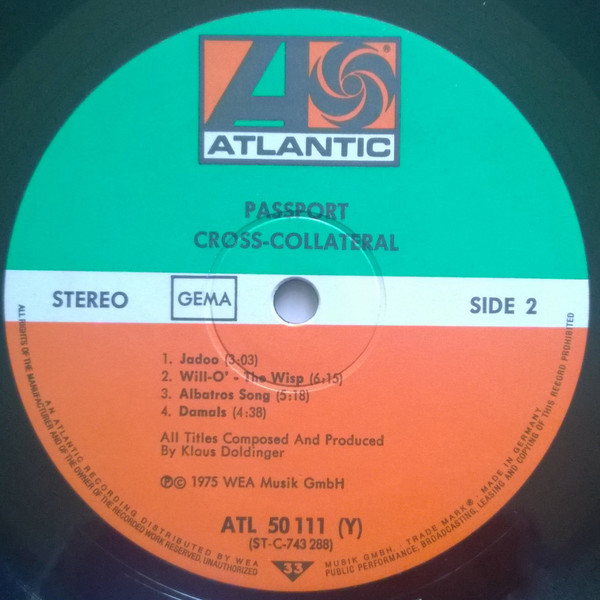 ATLANTIC
PASSPORT
CROSS-COLLATERAL
STEREO GEMA SIDE 2
1. Jadoo (3:03)
2. Will-O' - The Wisp (6:15)
3. Albatros Song (5:18)
4. Damals (4:38)
All Titles Composed And Produced
By Klaus Doldinger
℗© 1975 WEA Musik GmbH
ATL 50 111 (Y)
(ST-C-743 288)
33
AN ATLANTIC RECORDING DISTRIBUTED BY WEA MUSIK GMBH. TRADE MARK ® MADE IN GERMANY
ALL RIGHTS OF THE MANUFACTURER AND OF THE OWNER OF THE RECORDED WORK RESERVED, UNAUTHORIZED PUBLIC PERFORMANCE, BROADCASTING, LEASING AND COPYING OF THIS RECORD PROHIBITED